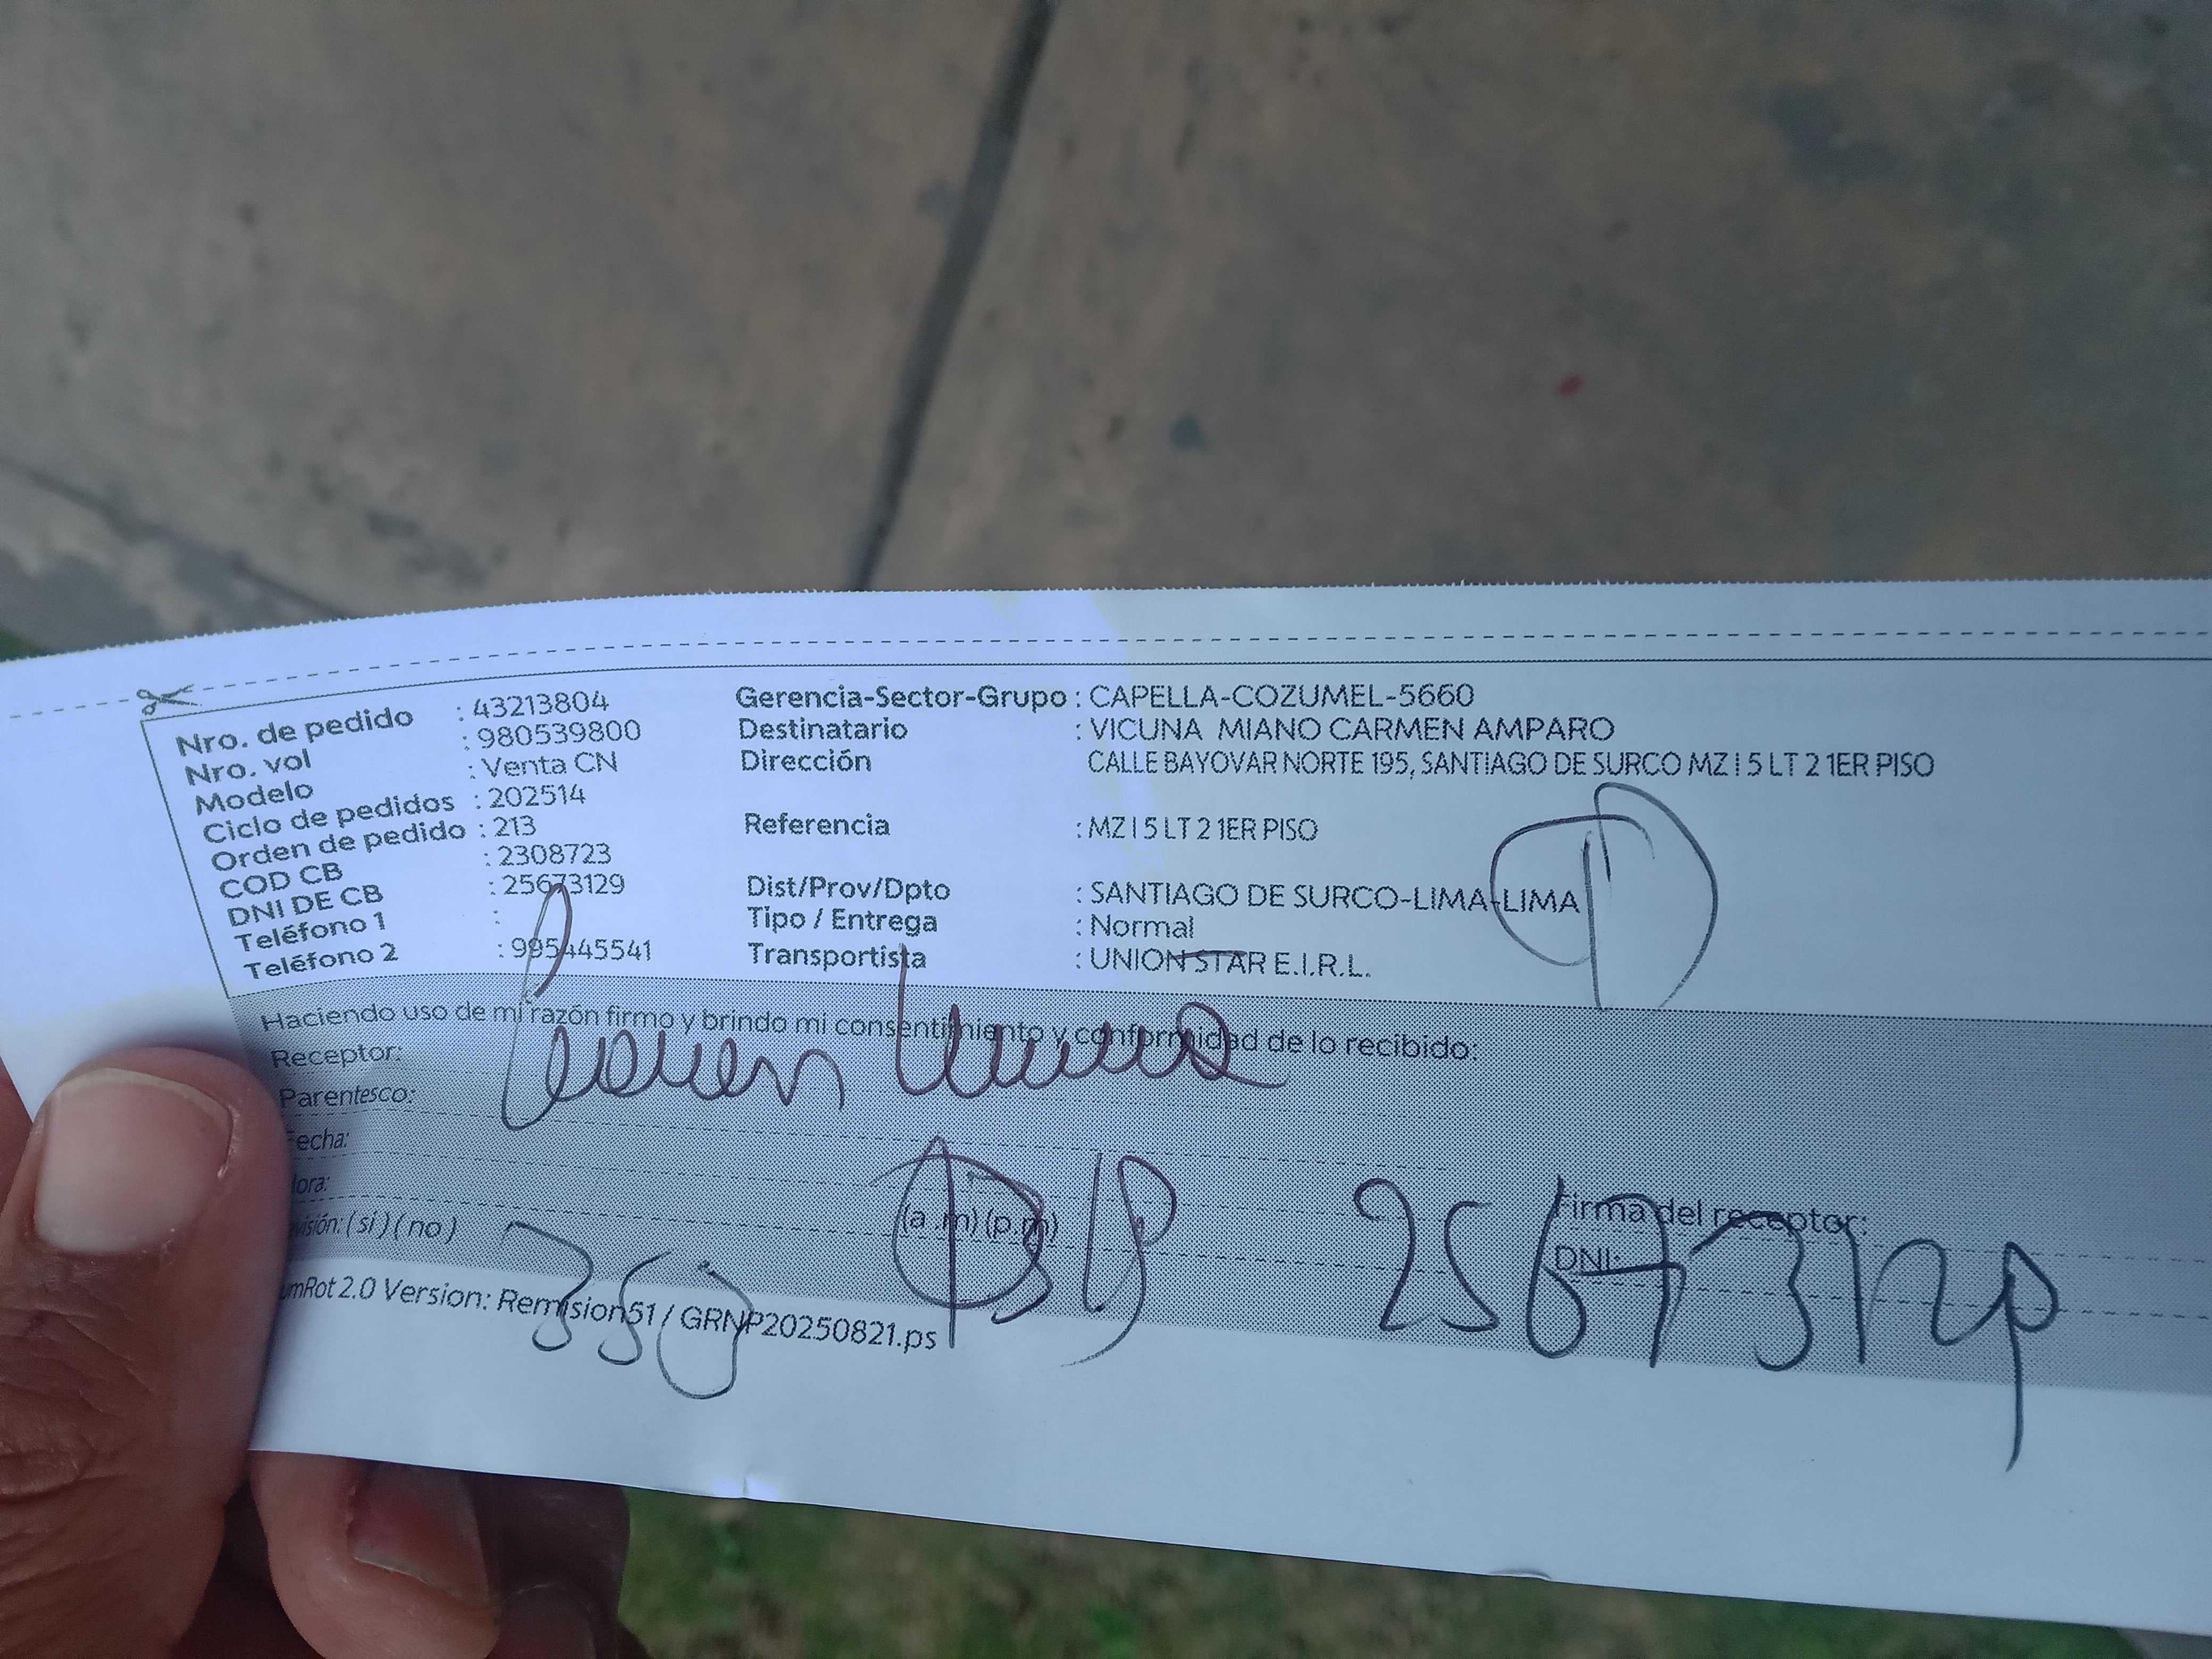 Nro. de pedido : 43213804
Nro. vol : 980539800
Modelo : Venta CN
Ciclo de pedidos : 202514
Orden de pedido : 213
COD CB : 2308723
DNI DE CB : 25673129
Teléfono 1 :
Teléfono 2 : 995445541
Gerencia-Sector-Grupo : CAPELLA-COZUMEL-5660
Destinatario : VICUNA MIANO CARMEN AMPARO
Dirección CALLE BAYOVAR NORTE 195, SANTIAGO DE SURCO MZ I 5 LT 2 1ER PISO
Referencia : MZ I 5 LT 2 1ER PISO
Dist/Prov/Dpto : SANTIAGO DE SURCO-LIMA-LIMA
Tipo / Entrega : Normal
Transportista : UNION STAR E.I.R.L.
Haciendo uso de mi razón firmo y brindo mi consentimiento y conformidad de lo recibido:
Receptor:
Parentesco:
Fecha:
Hora: (a.m) (p.m)
(si) (no)
Firma del receptor:
DNI: 25673129
2.0 Version: Remision51 / GRNP20250821.ps
350